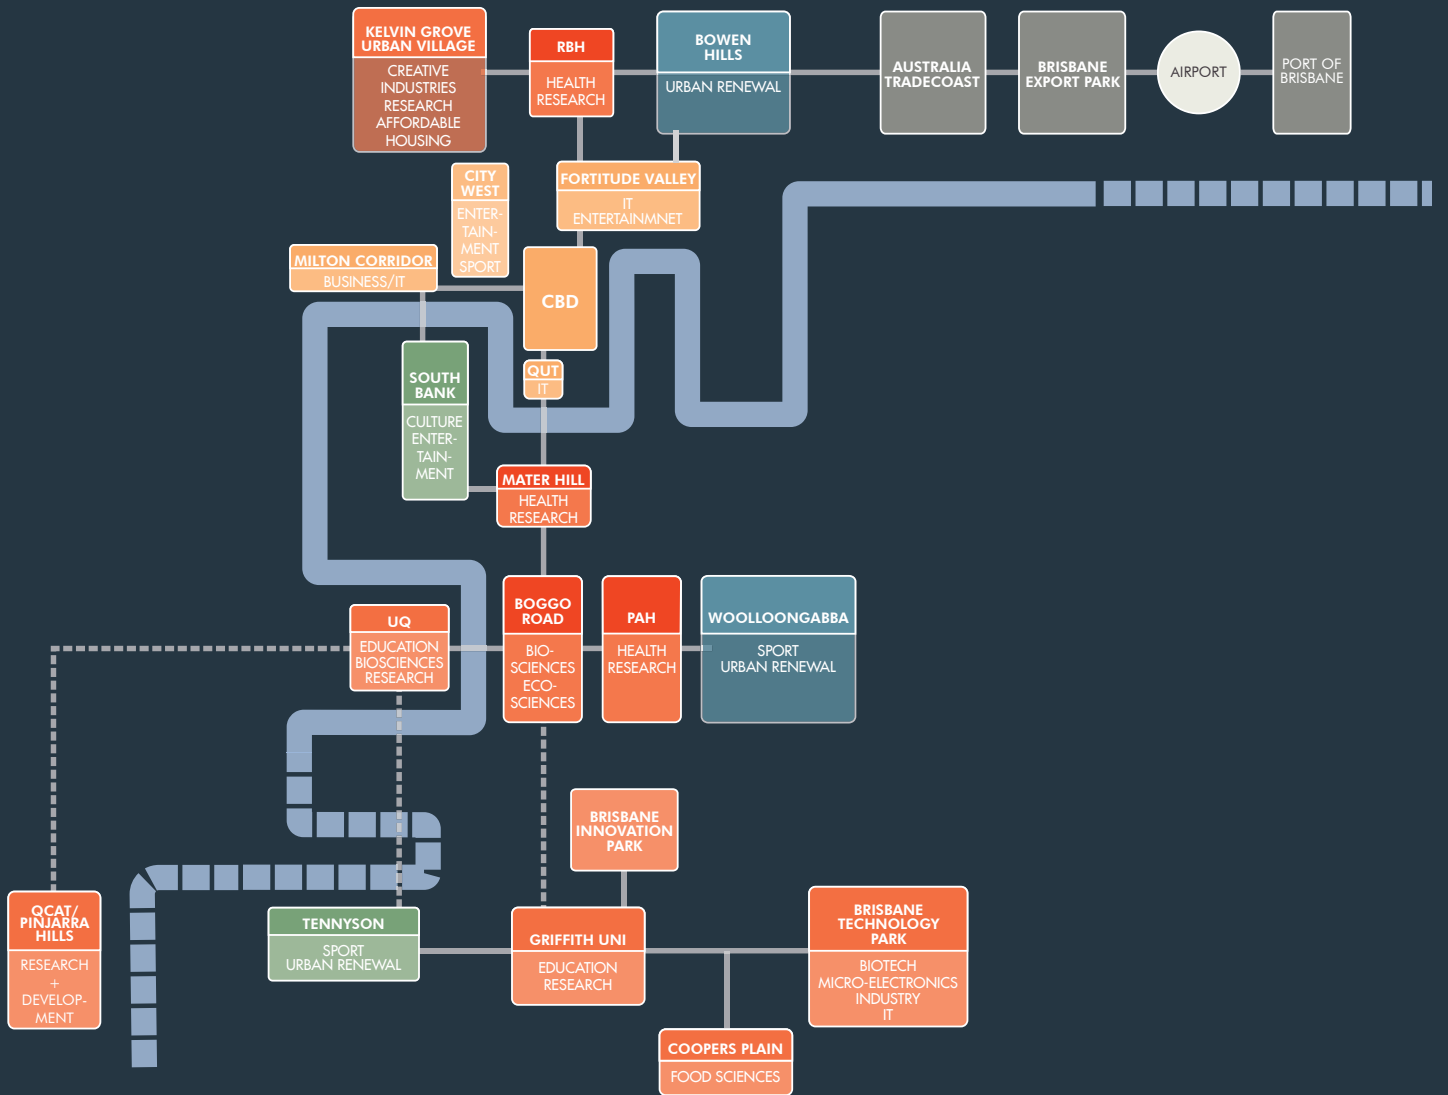 KELVIN GROVE
URBAN VILLAGE
CREATIVE
INDUSTRIES
RESEARCH
AFFORDABLE
HOUSING
RBH
HEALTH
RESEARCH
BOWEN
HILLS
URBAN RENEWAL
AUSTRALIA
TRADECOAST
BRISBANE
EXPORT PARK
AIRPORT
PORT OF
BRISBANE
CITY
WEST
ENTER-
TAIN-
MENT
SPORT
FORTITUDE VALLEY
IT
ENTERTAINMNET
MILTON CORRIDOR
BUSINESS/IT
CBD
QUT
IT
SOUTH
BANK
CULTURE
ENTER-
TAIN-
MENT
MATER HILL
HEALTH
RESEARCH
UQ
EDUCATION
BIOSCIENCES
RESEARCH
BOGGO
ROAD
BIO-
SCIENCES
ECO-
SCIENCES
PAH
HEALTH
RESEARCH
WOOLLOONGABBA
SPORT
URBAN RENEWAL
BRISBANE
INNOVATION
PARK
QCAT/
PINJARRA
HILLS
RESEARCH
+
DEVELOP-
MENT
TENNYSON
SPORT
URBAN RENEWAL
GRIFFITH UNI
EDUCATION
RESEARCH
BRISBANE
TECHNOLOGY
PARK
BIOTECH
MICRO-ELECTRONICS
INDUSTRY
IT
COOPERS PLAIN
FOOD SCIENCES